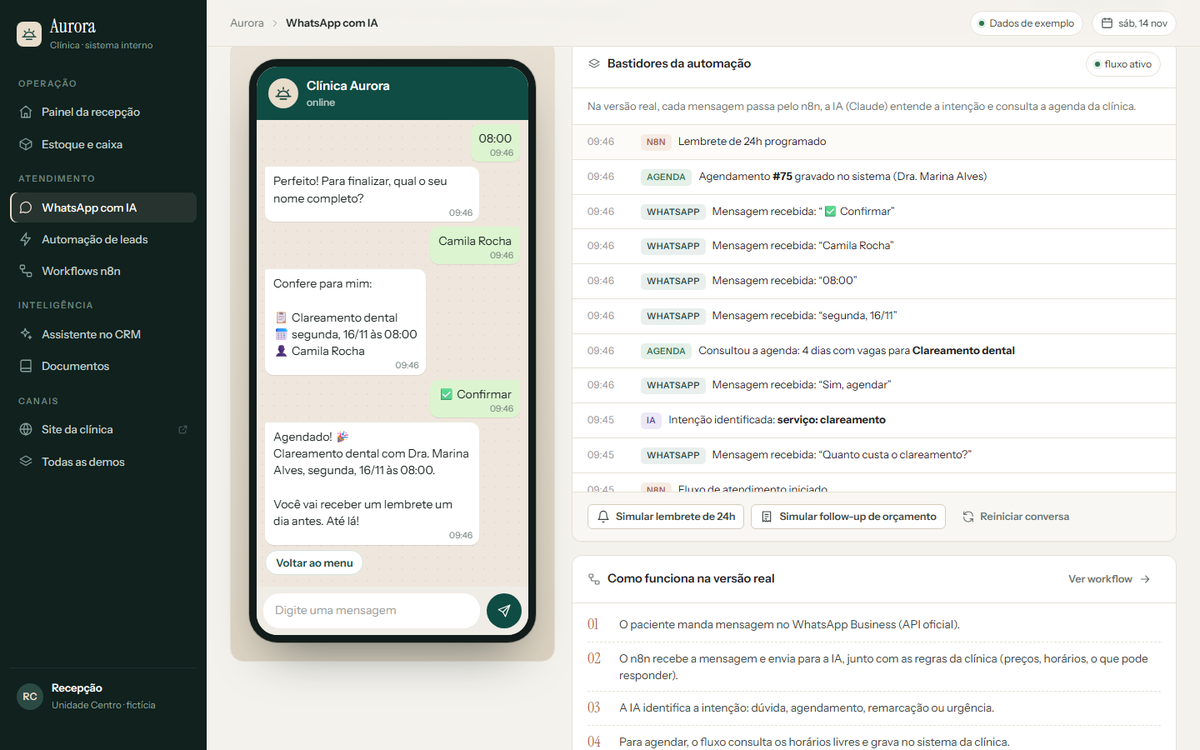 Aurora
Clínica · sistema interno
OPERAÇÃO
Painel da recepção
Estoque e caixa
ATENDIMENTO
WhatsApp com IA
Automação de leads
Workflows n8n
INTELIGÊNCIA
Assistente no CRM
Documentos
CANAIS
Site da clínica
Todas as demos
RC
Recepção
Unidade Centro · fictícia
Aurora > WhatsApp com IA
Dados de exemplo
sáb, 14 nov
Clínica Aurora
online
08:00
09:46
Perfeito! Para finalizar, qual o seu
nome completo?
09:46
Camila Rocha
09:46
Confere para mim:
📋 Clareamento dental
🗓️ segunda, 16/11 às 08:00
👤 Camila Rocha
09:46
✅ Confirmar
09:46
Agendado! 🎉
Clareamento dental com Dra. Marina
Alves, segunda, 16/11 às 08:00.
Você vai receber um lembrete um
dia antes. Até lá!
09:46
Voltar ao menu
Digite uma mensagem
Bastidores da automação
fluxo ativo
Na versão real, cada mensagem passa pelo n8n, a IA (Claude) entende a intenção e consulta a agenda da clínica.
09:46 N8N Lembrete de 24h programado
09:46 AGENDA Agendamento #75 gravado no sistema (Dra. Marina Alves)
09:46 WHATSAPP Mensagem recebida: “✅ Confirmar”
09:46 WHATSAPP Mensagem recebida: “Camila Rocha”
09:46 WHATSAPP Mensagem recebida: “08:00”
09:46 WHATSAPP Mensagem recebida: “segunda, 16/11”
09:46 AGENDA Consultou a agenda: 4 dias com vagas para Clareamento dental
09:46 WHATSAPP Mensagem recebida: “Sim, agendar”
09:45 IA Intenção identificada: serviço: clareamento
09:45 WHATSAPP Mensagem recebida: “Quanto custa o clareamento?”
09:45 N8N Fluxo de atendimento iniciado
Simular lembrete de 24h
Simular follow-up de orçamento
Reiniciar conversa
Como funciona na versão real
Ver workflow →
01 O paciente manda mensagem no WhatsApp Business (API oficial).
02 O n8n recebe a mensagem e envia para a IA, junto com as regras da clínica (preços, horários, o que pode
responder).
03 A IA identifica a intenção: dúvida, agendamento, remarcação ou urgência.
04 Para agendar, o fluxo consulta os horários livres e grava no sistema da clínica.